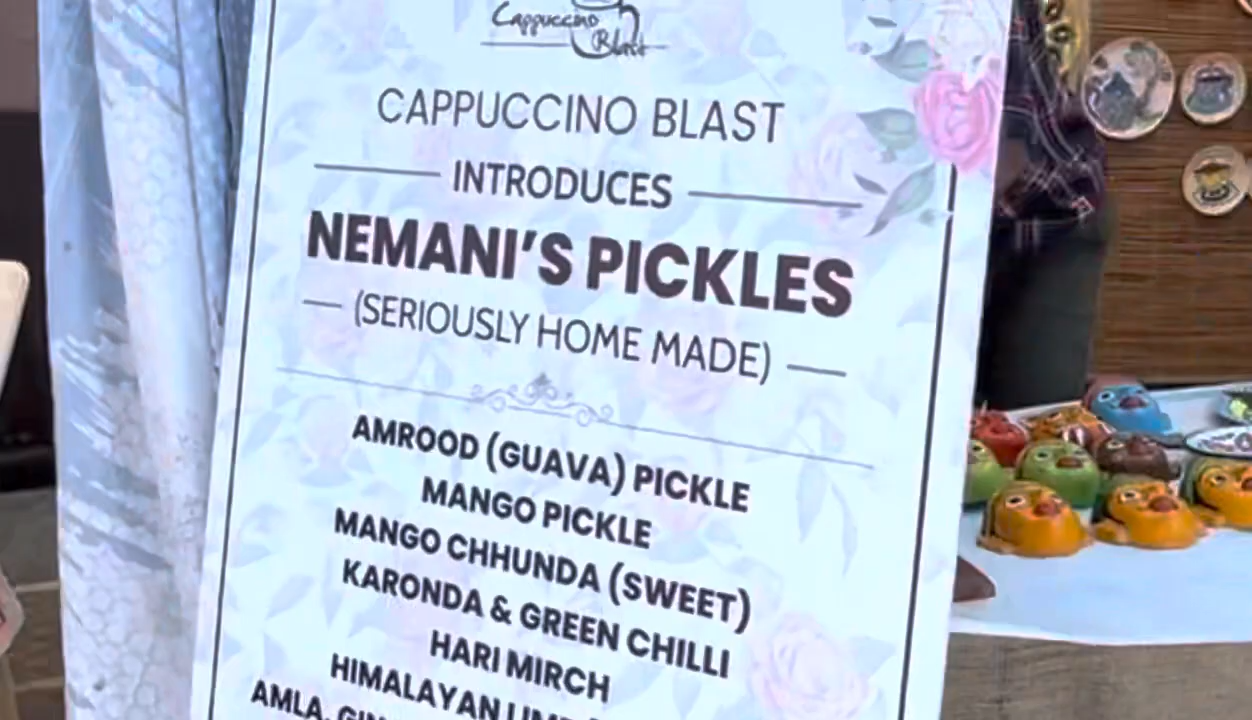 Cappuccino
Blast
CAPPUCCINO BLAST
INTRODUCES
NEMANI'S PICKLES
(SERIOUSLY HOME MADE)
AMROOD (GUAVA) PICKLE
MANGO PICKLE
MANGO CHHUNDA (SWEET)
KARONDA & GREEN CHILLI
HARI MIRCH
HIMALAYAN
AMLA,